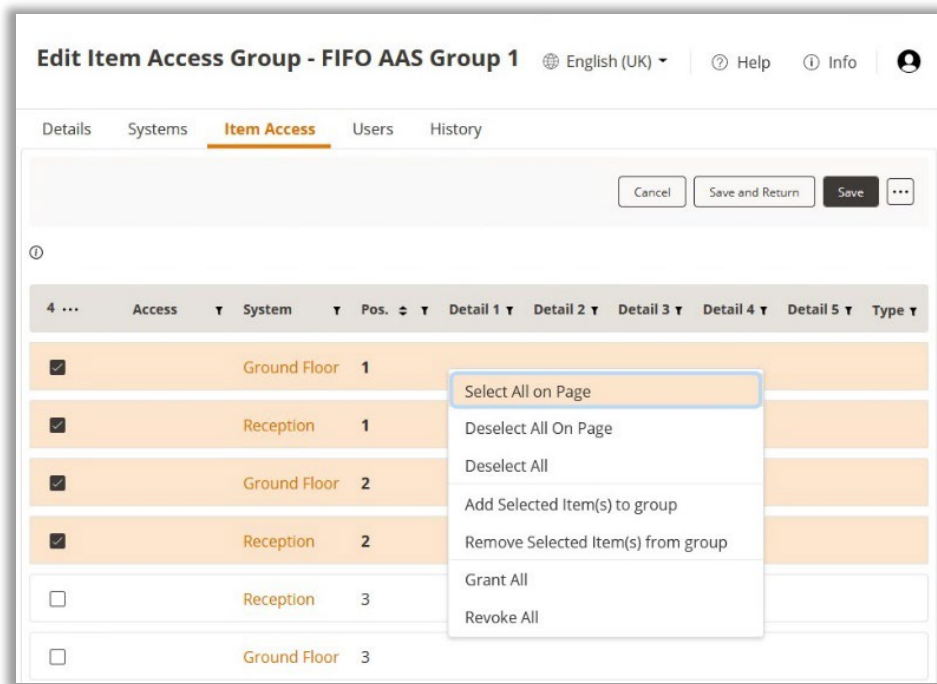 Edit Item Access Group - FIFO AAS Group 1 English (UK) Help Info
Details Systems Item Access Users History
Cancel Save and Return Save ...
4 ... Access System Pos. Detail 1 Detail 2 Detail 3 Detail 4 Detail 5 Type
Ground Floor 1
Select All on Page
Reception 1
Deselect All On Page
Deselect All
Ground Floor 2
Add Selected Item(s) to group
Reception 2
Remove Selected Item(s) from group
Grant All
Reception 3
Revoke All
Ground Floor 3